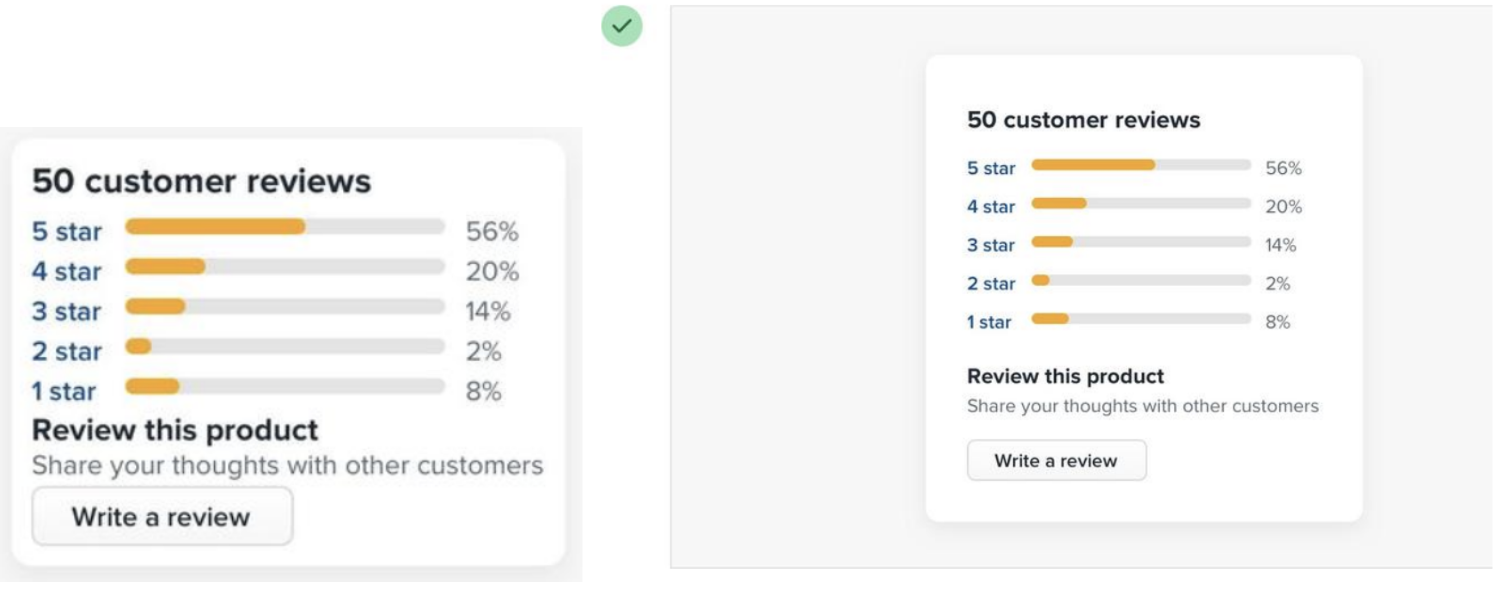 50 customer reviews
5 star 56%
4 star 20%
3 star 14%
2 star 2%
1 star 8%
Review this product
Share your thoughts with other customers
Write a review
50 customer reviews
5 star 56%
4 star 20%
3 star 14%
2 star 2%
1 star 8%
Review this product
Share your thoughts with other customers
Write a review